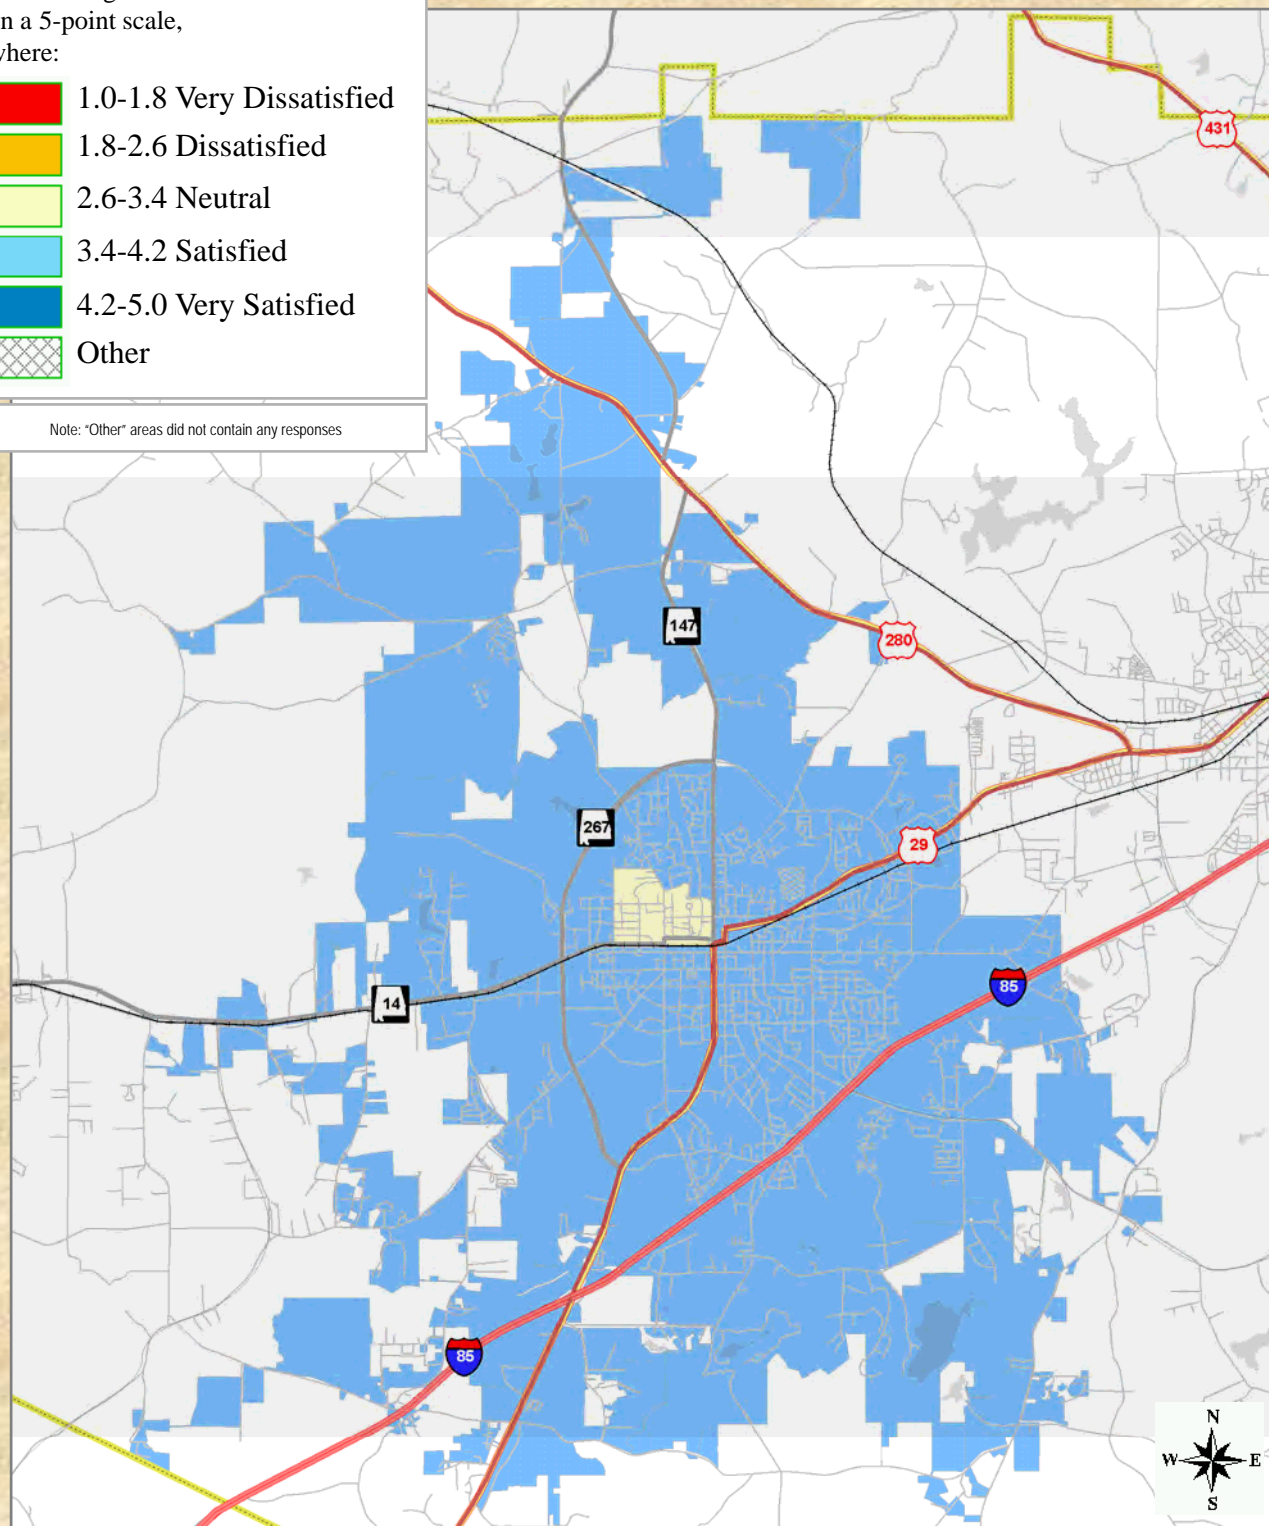 n a 5-point scale,
where:
1.0-1.8 Very Dissatisfied
1.8-2.6 Dissatisfied
2.6-3.4 Neutral
3.4-4.2 Satisfied
4.2-5.0 Very Satisfied
Other
Note: "Other" areas did not contain any responses
431
147
280
267
29
85
14
85
N
W E
S